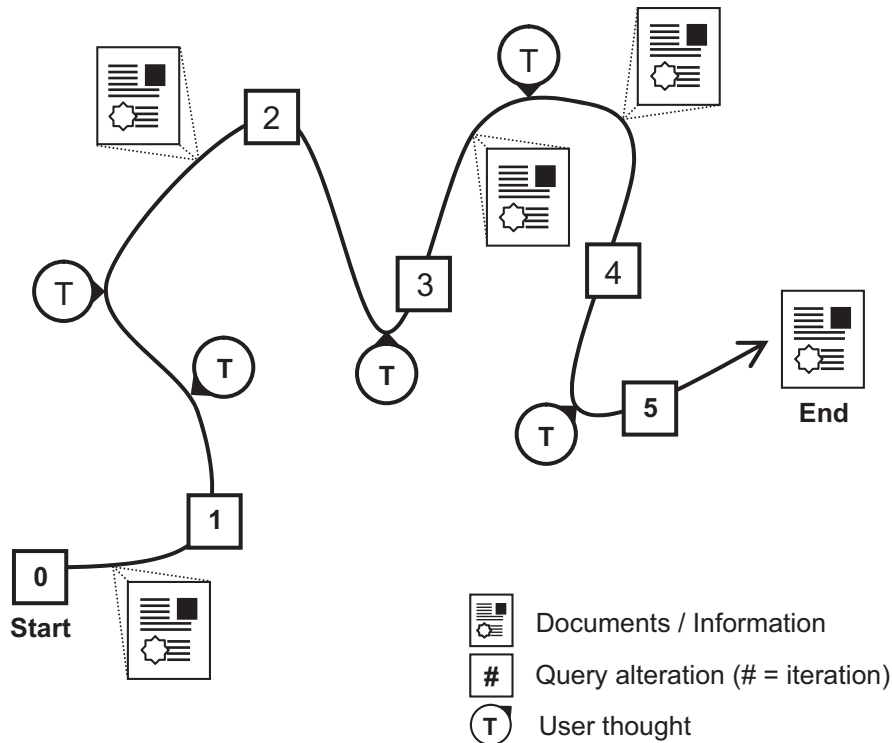 T
2
T
3
4
T
T
T
5
T
End
1
0
Start
Documents / Information
# Query alteration (# = iteration)
T User thought